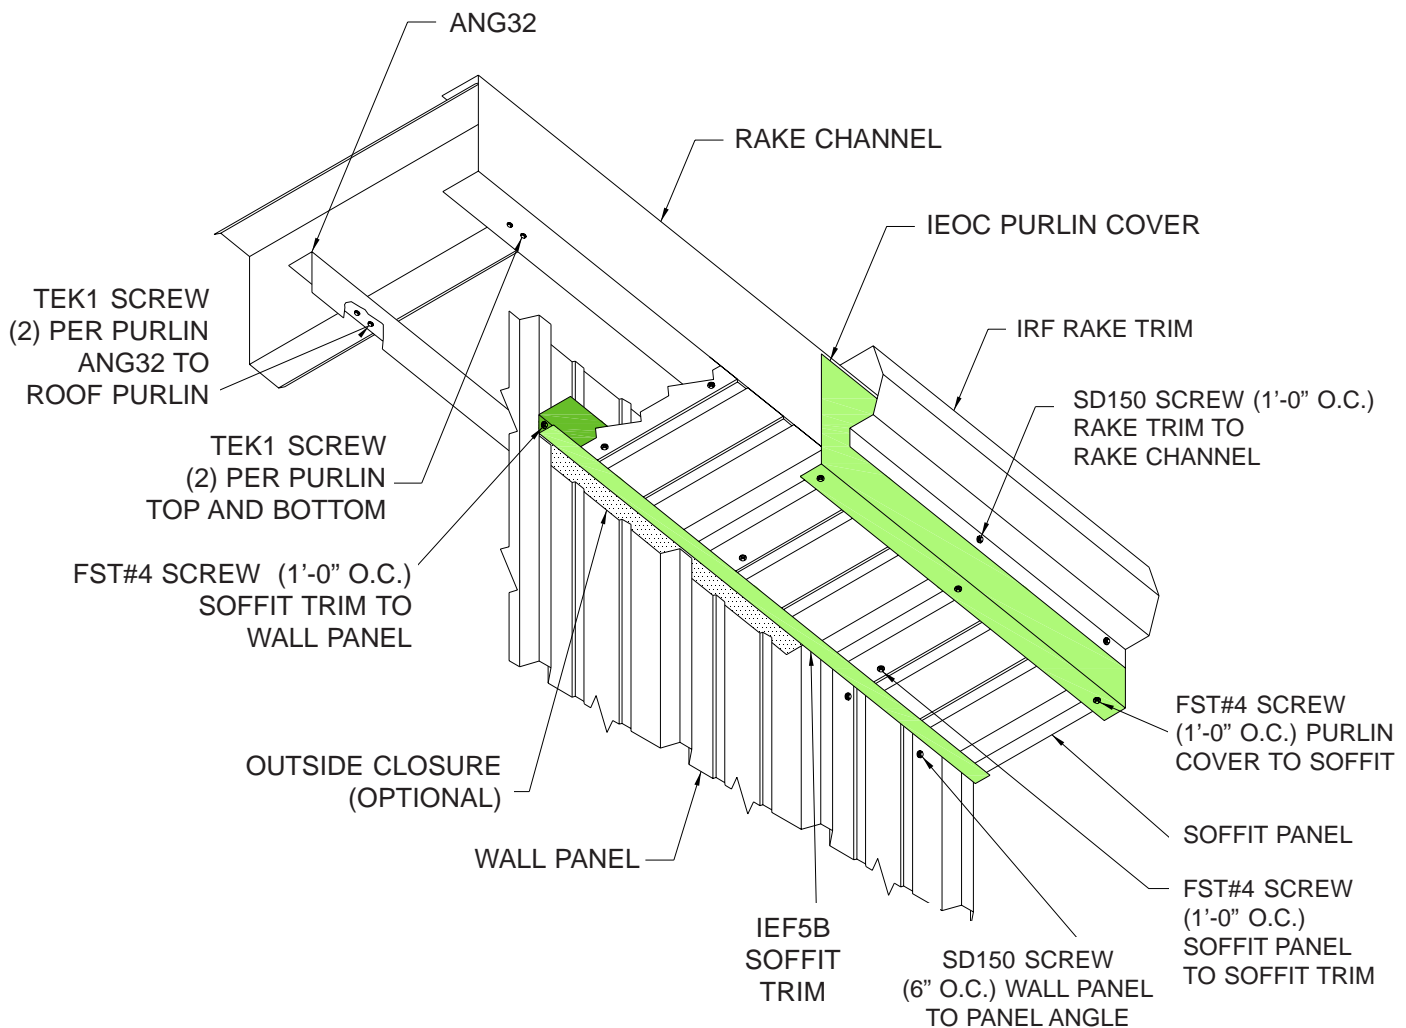 ANG32
RAKE CHANNEL
IEOC PURLIN COVER
IRF RAKE TRIM
SD150 SCREW (1’-0” O.C.)
RAKE TRIM TO
RAKE CHANNEL
TEK1 SCREW
(2) PER PURLIN
ANG32 TO
ROOF PURLIN
TEK1 SCREW
(2) PER PURLIN
TOP AND BOTTOM
FST#4 SCREW (1’-0” O.C.)
SOFFIT TRIM TO
WALL PANEL
OUTSIDE CLOSURE
(OPTIONAL)
WALL PANEL
IEF5B
SOFFIT
TRIM
SD150 SCREW
(6” O.C.) WALL PANEL
TO PANEL ANGLE
FST#4 SCREW
(1’-0” O.C.) PURLIN
COVER TO SOFFIT
SOFFIT PANEL
FST#4 SCREW
(1’-0” O.C.)
SOFFIT PANEL
TO SOFFIT TRIM